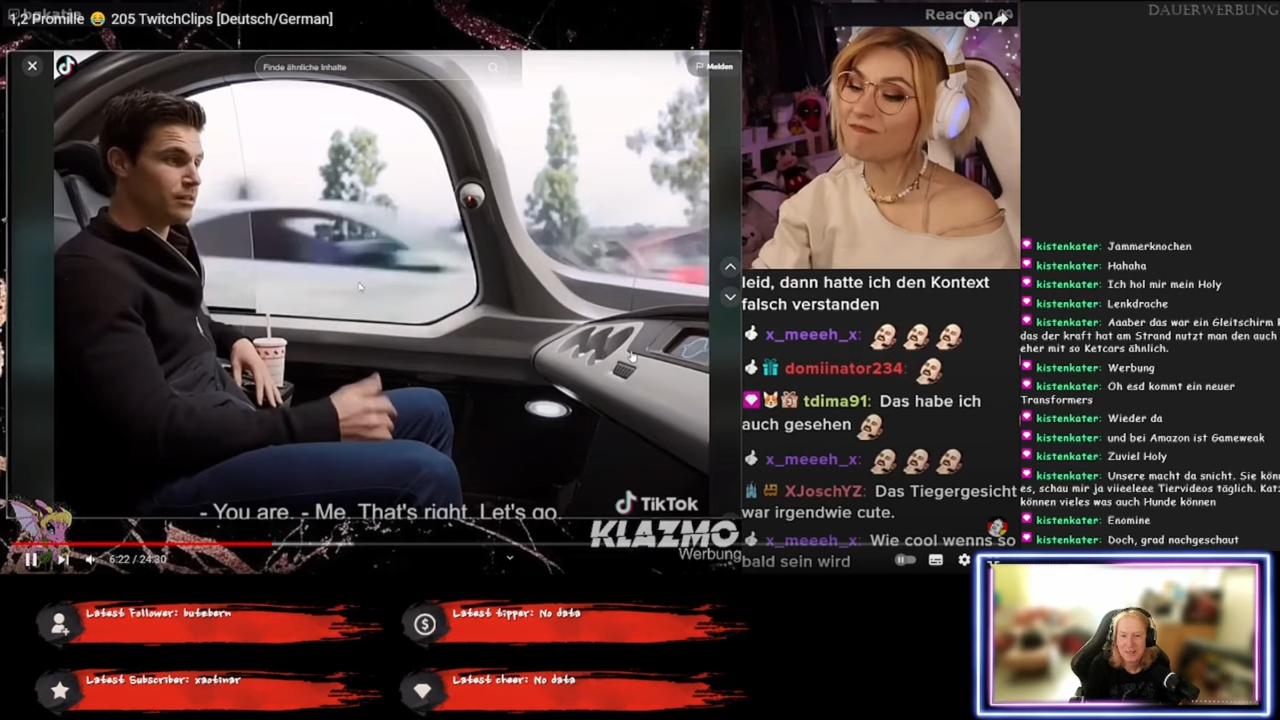 1,2 Promille 😂 205 TwitchClips [Deutsch/German]
Reaction
DAUERWERBUNG
Finde ähnliche Inhalte
Melden
- You are. - Me. That's right. Let's go.
TikTok
KLAZMO
Werbung
6:22 / 24:30
leid, dann hatte ich den Kontext
falsch verstanden
x_meeeh_x:
domiinator234:
tdima91: Das habe ich
auch gesehen
x_meeeh_x:
XJoschYZ: Das Tiergesicht
war irgendwie cute.
x_meeeh_x: Wie cool wenns so
bald sein wird
kistenkater: Jammerknochen
kistenkater: Hahaha
kistenkater: Ich hol mir mein Holy
kistenkater: Lenkdrache
kistenkater: Aaaber das war ein Gleitschirm
das der kraft hat am Strand nutzt man den auch
eher mit so Ketcars ähnlich.
kistenkater: Werbung
kistenkater: Oh esd kommt ein neuer
Transformers
kistenkater: Wieder da
kistenkater: und bei Amazon ist Gameweak
kistenkater: Zuviel Holy
kistenkater: Unsere macht da snicht. Sie kön
es, schau mir ja viieeleee Tiervideos täglich. Kat
können vieles was auch Hunde können
kistenkater: Enomine
kistenkater: Doch, grad nachgeschaut
Latest Follower: butebern
Latest tipper: No data
Latest Subscriber: xaotinar
Latest cheer: No data